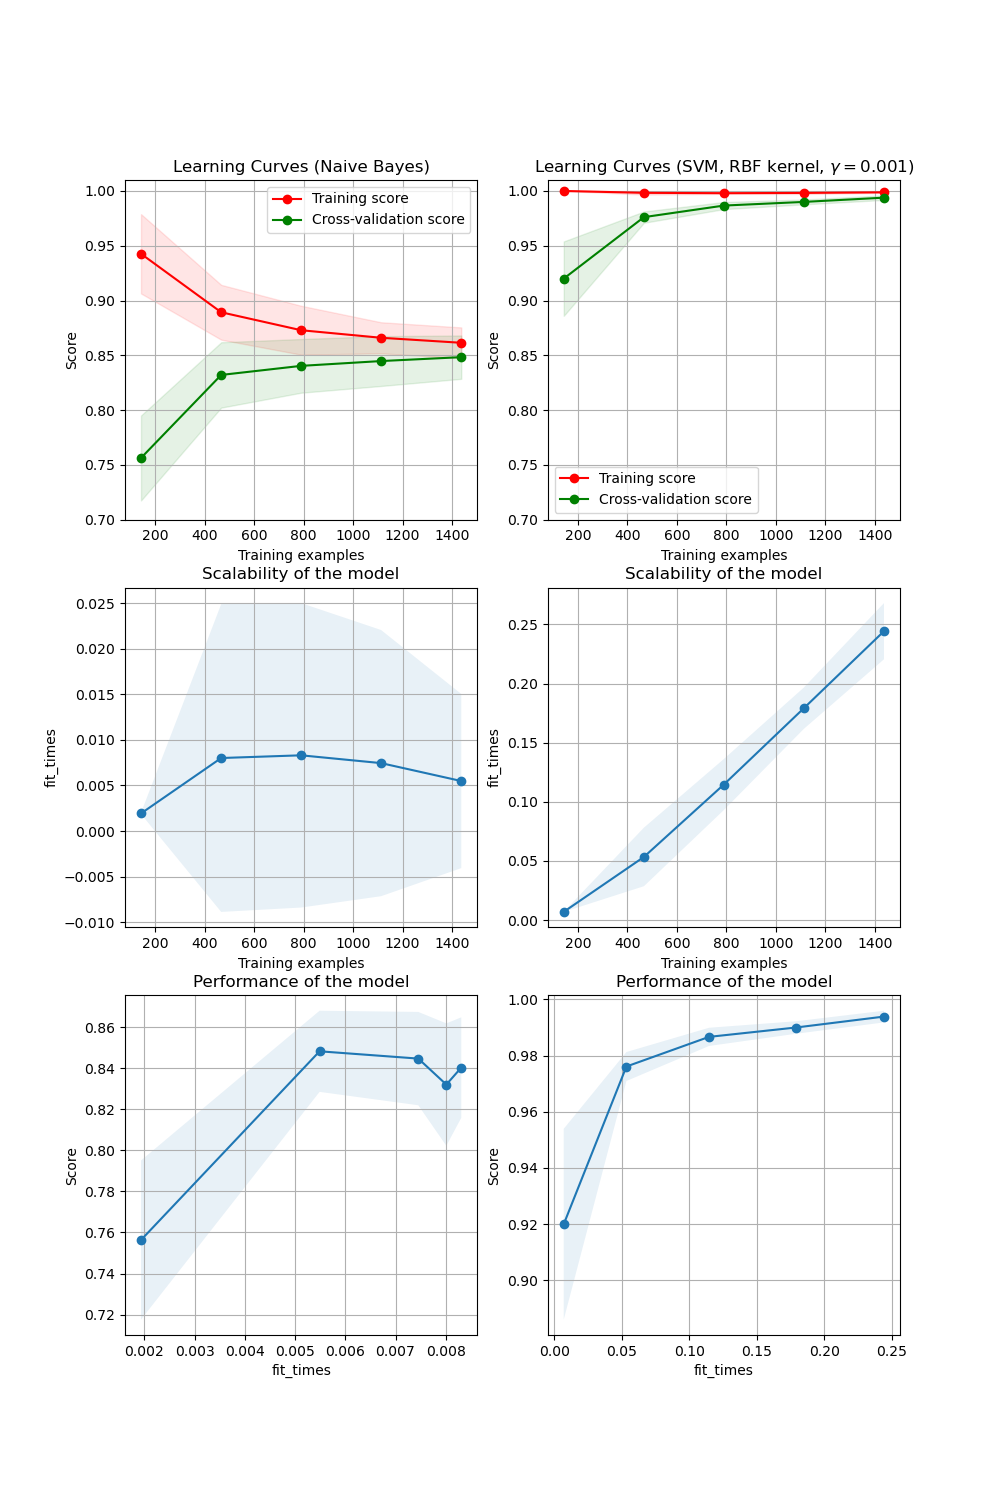 Learning Curves (Naive Bayes)
1.00
0.95
0.90
0.85
0.80
0.75
0.70
Score
Training score
Cross-validation score
200 400 600 800 1000 1200 1400
Training examples
Learning Curves (SVM, RBF kernel, γ = 0.001)
1.00
0.95
0.90
0.85
0.80
0.75
0.70
Score
Training score
Cross-validation score
200 400 600 800 1000 1200 1400
Training examples
Scalability of the model
0.025
0.020
0.015
0.010
0.005
0.000
−0.005
−0.010
fit_times
200 400 600 800 1000 1200 1400
Training examples
Scalability of the model
0.25
0.20
0.15
0.10
0.05
0.00
fit_times
200 400 600 800 1000 1200 1400
Training examples
Performance of the model
0.86
0.84
0.82
0.80
0.78
0.76
0.74
0.72
Score
0.002 0.003 0.004 0.005 0.006 0.007 0.008
fit_times
Performance of the model
1.00
0.98
0.96
0.94
0.92
0.90
Score
0.00 0.05 0.10 0.15 0.20 0.25
fit_times